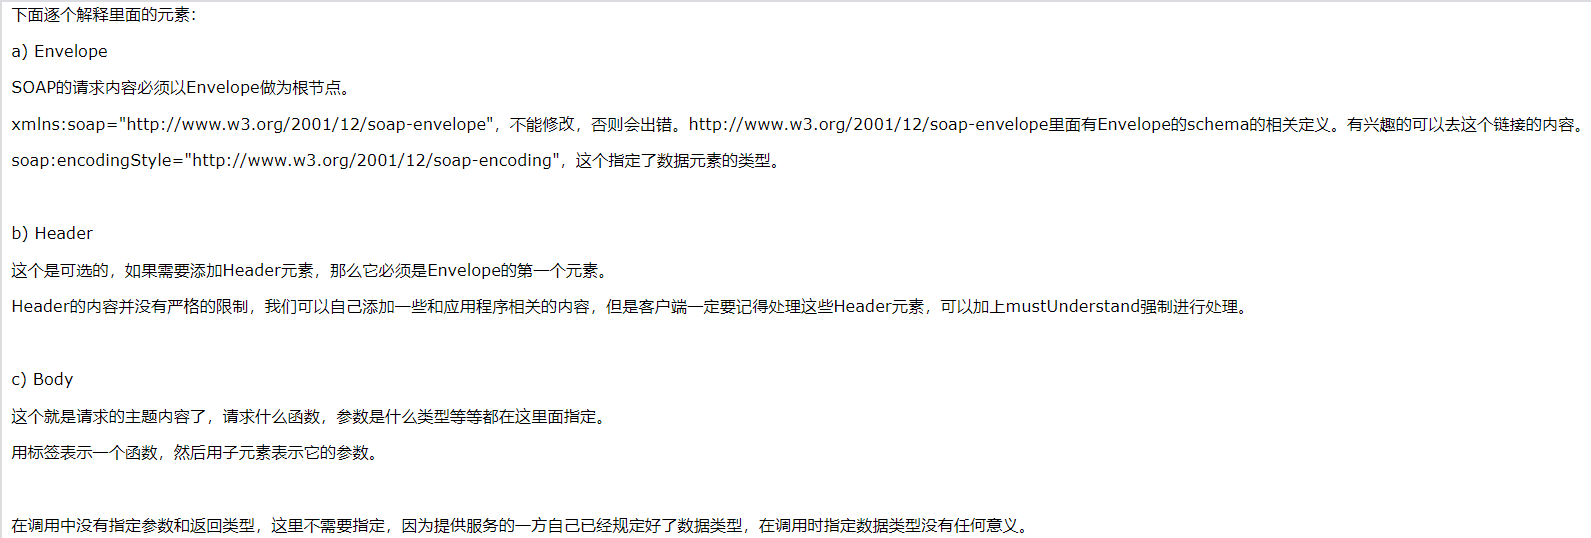 下面逐个解释里面的元素：
a) Envelope
SOAP的请求内容必须以Envelope做为根节点。
xmlns:soap="http://www.w3.org/2001/12/soap-envelope"，不能修改，否则会出错。http://www.w3.org/2001/12/soap-envelope里面有Envelope的schema的相关定义。有兴趣的可以去这个链接的内容。
soap:encodingStyle="http://www.w3.org/2001/12/soap-encoding"，这个指定了数据元素的类型。
b) Header
这个是可选的，如果需要添加Header元素，那么它必须是Envelope的第一个元素。
Header的内容并没有严格的限制，我们可以自己添加一些和应用程序相关的内容，但是客户端一定要记得处理这些Header元素，可以加上mustUnderstand强制进行处理。
c) Body
这个就是请求的主题内容了，请求什么函数，参数是什么类型等等都在这里面指定。
用标签表示一个函数，然后用子元素表示它的参数。
在调用中没有指定参数和返回类型，这里不需要指定，因为提供服务的一方自己已经规定好了数据类型，在调用时指定数据类型没有任何意义。